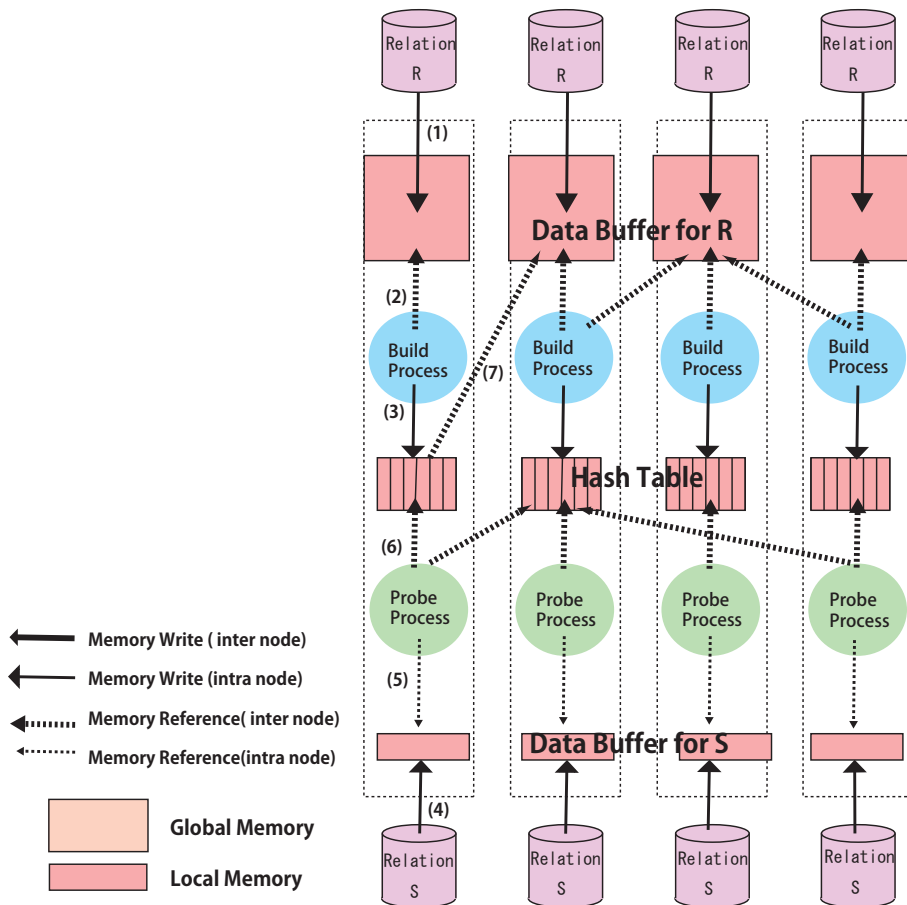 Relation
R
Relation
R
Relation
R
Relation
R
(1)
Data Buffer for R
(2)
Build
Process
Build
Process
Build
Process
Build
Process
(7)
(3)
Hash Table
(6)
Probe
Process
Probe
Process
Probe
Process
Probe
Process
Memory Write ( inter node)
Memory Write (intra node)
Memory Reference( inter node)
Memory Reference(intra node)
(5)
Data Buffer for S
(4)
Global Memory
Local Memory
Relation
S
Relation
S
Relation
S
Relation
S